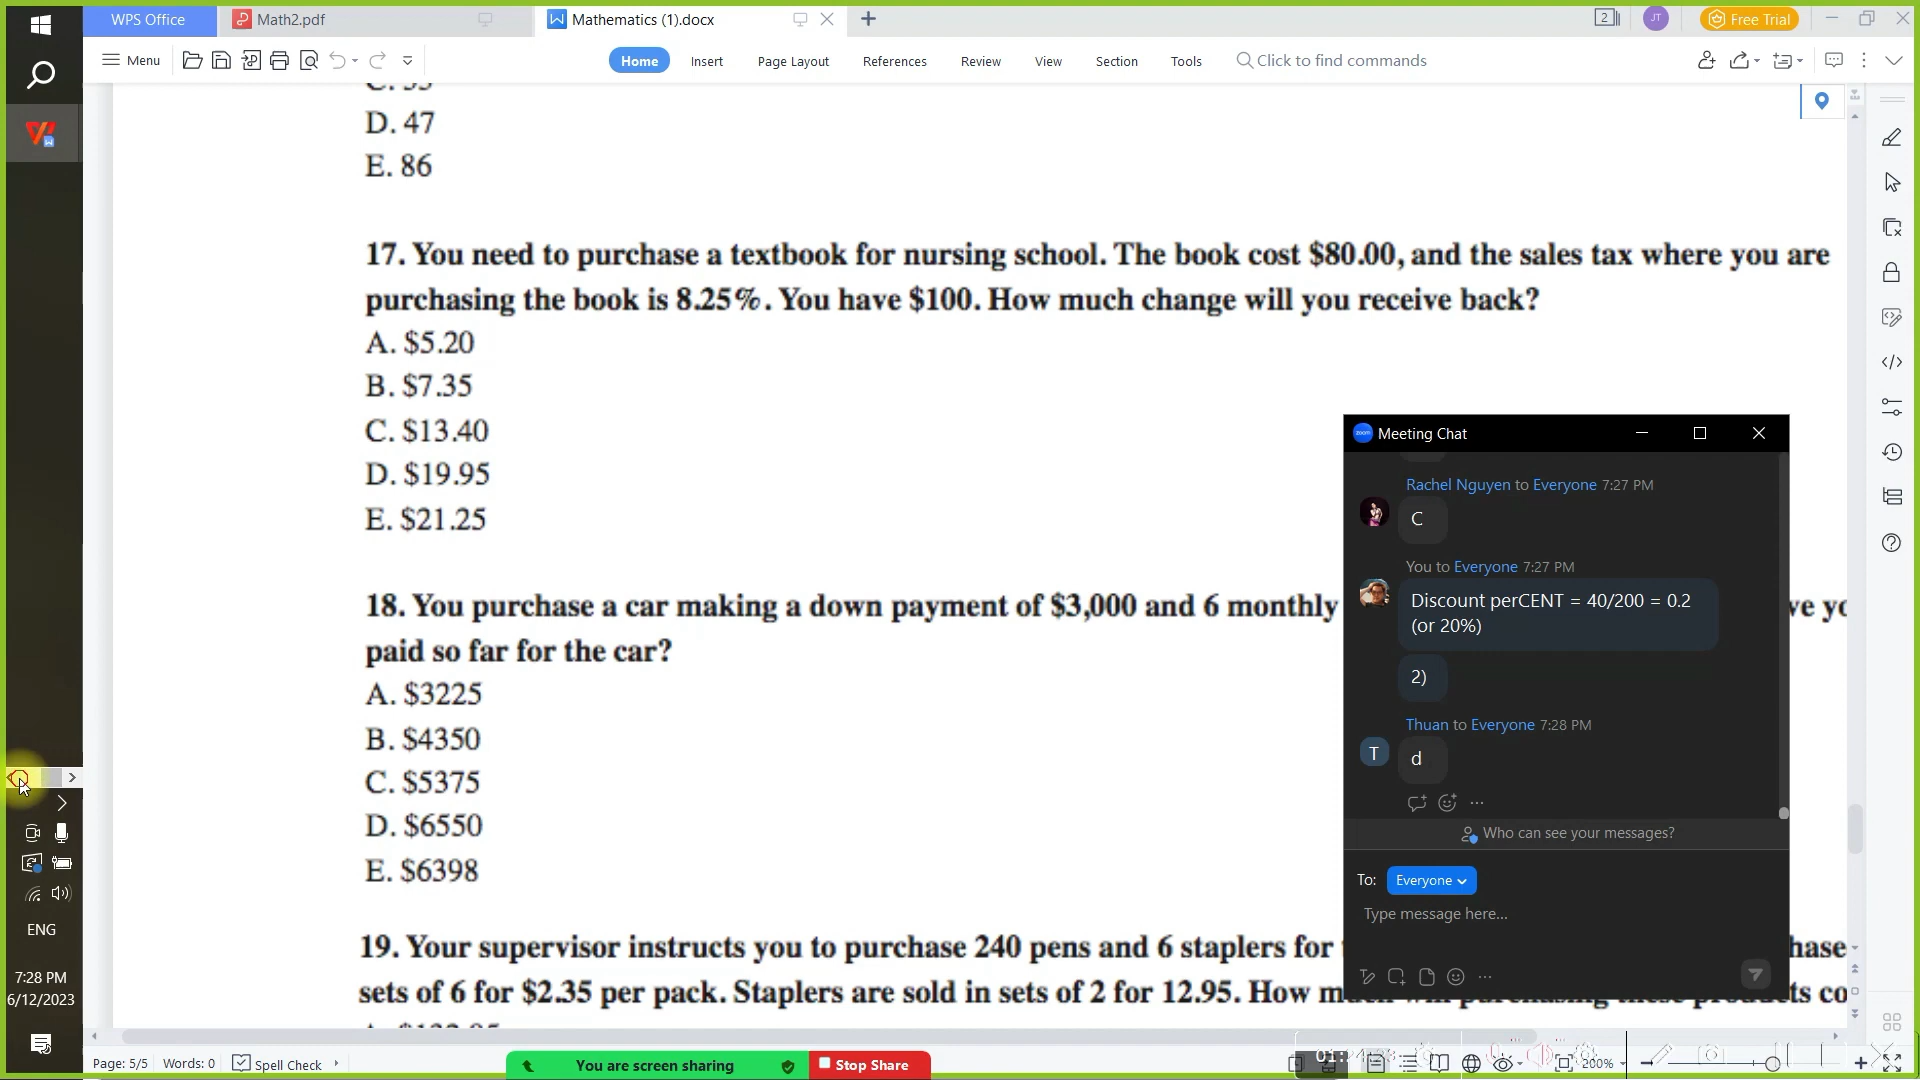 WPS Office
Math2.pdf
Mathematics (1).docx
2
JT
Free Trial
Menu
Home
Insert
Page Layout
References
Review
View
Section
Tools
Click to find commands
D. 47
E. 86
17. You need to purchase a textbook for nursing school. The book cost $80.00, and the sales tax where you are
purchasing the book is 8.25%. You have $100. How much change will you receive back?
A. $5.20
B. $7.35
C. $13.40
D. $19.95
E. $21.25
18. You purchase a car making a down payment of $3,000 and 6 monthly
paid so far for the car?
A. $3225
B. $4350
C. $5375
D. $6550
E. $6398
19. Your supervisor instructs you to purchase 240 pens and 6 staplers for
sets of 6 for $2.35 per pack. Staplers are sold in sets of 2 for 12.95. How
zoom
Meeting Chat
Rachel Nguyen to Everyone 7:27 PM
C
You to Everyone 7:27 PM
Discount perCENT = 40/200 = 0.2
(or 20%)
2)
Thuan to Everyone 7:28 PM
T
d
Who can see your messages?
To:
Everyone
Type message here...
ENG
7:28 PM
6/12/2023
Page: 5/5
Words: 0
Spell Check
You are screen sharing
Stop Share
200%